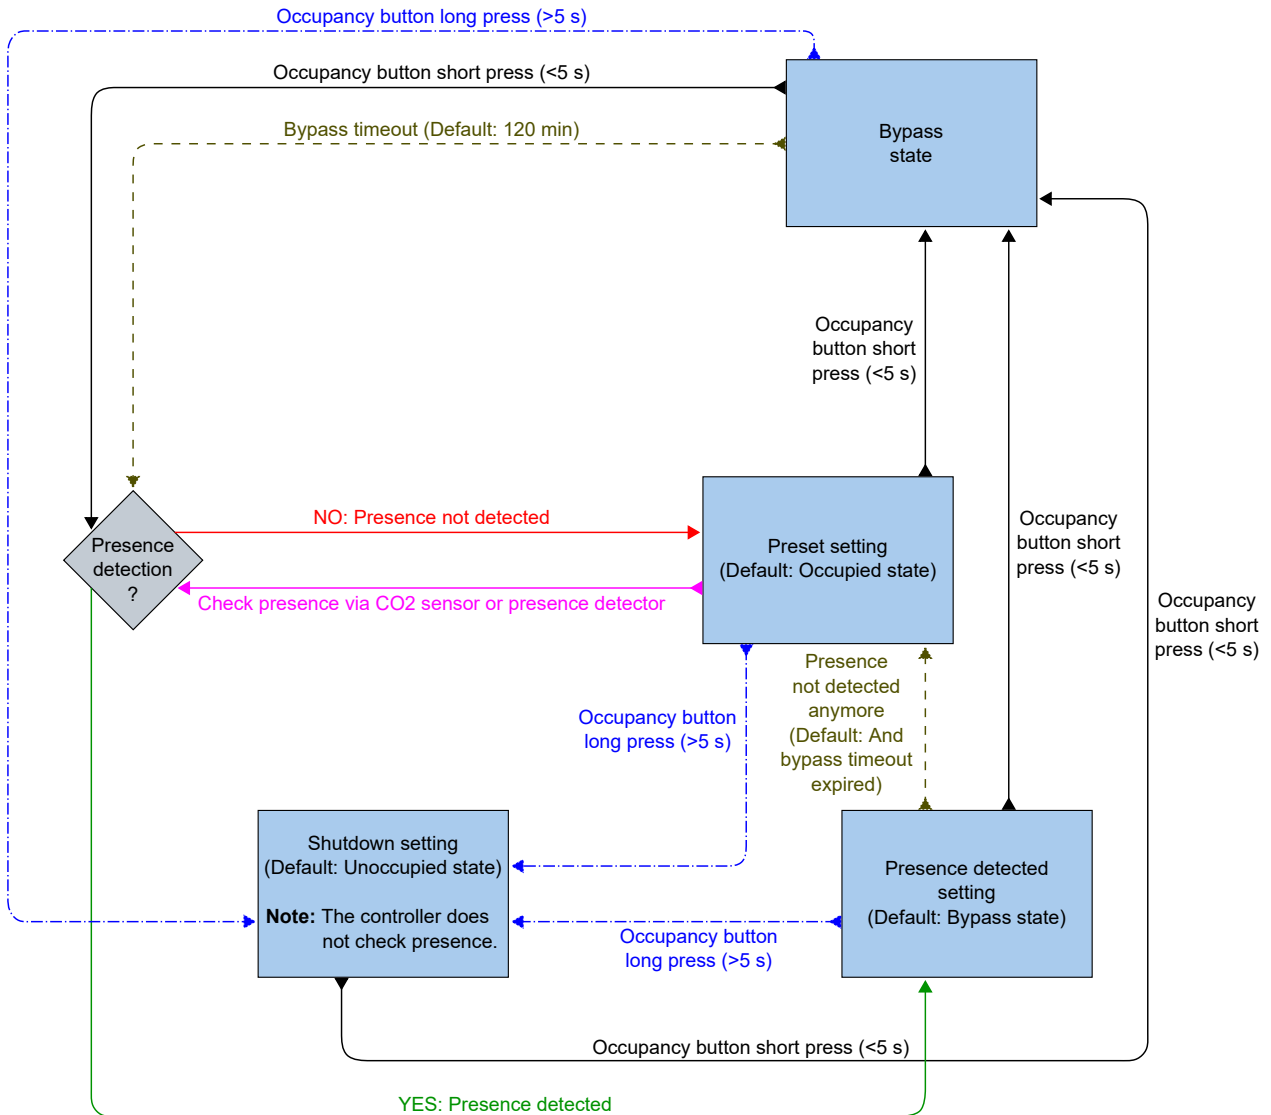 Occupancy button long press (>5 s)
Occupancy button short press (<5 s)
Bypass timeout (Default: 120 min)
Bypass
state
Occupancy
button short
press (<5 s)
Occupancy
button short
press (<5 s)
Occupancy
button short
press (<5 s)
NO: Presence not detected
Presence
detection
?
Check presence via CO2 sensor or presence detector
Preset setting
(Default: Occupied state)
Presence
not detected
anymore
(Default: And
bypass timeout
expired)
Occupancy button
long press (>5 s)
Shutdown setting
(Default: Unoccupied state)
Note: The controller does
not check presence.
Presence detected
setting
(Default: Bypass state)
Occupancy button
long press (>5 s)
Occupancy button short press (<5 s)
YES: Presence detected